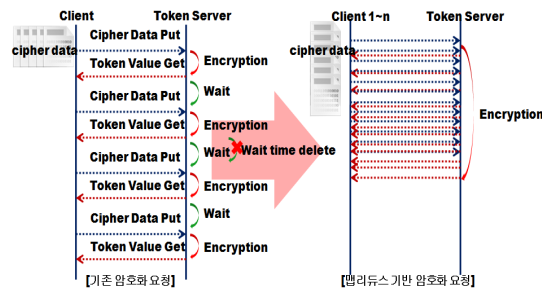 Client
Token Server
Cipher Data Put
cipher data
Token Value Get
Encryption
Cipher Data Put
Wait
Token Value Get
Encryption
Cipher Data Put
Wait
Wait time delete
Token Value Get
Encryption
Cipher Data Put
Wait
Token Value Get
Encryption
[기존 암호화 요청]
Client 1~n
Token Server
cipher data
Encryption
[맵리듀스 기반 암호화 요청]